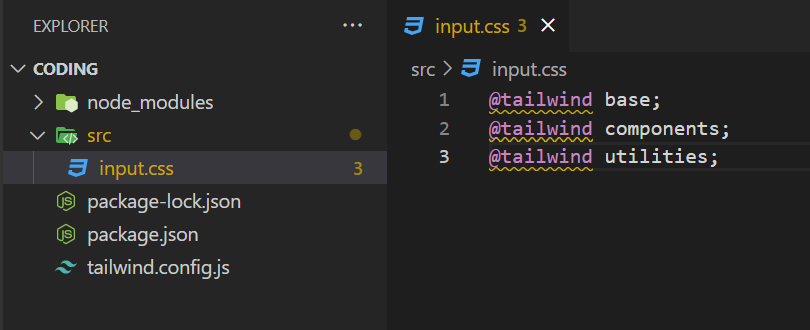 EXPLORER ...
CODING
node_modules
src
input.css 3
package-lock.json
package.json
tailwind.config.js
input.css 3
src > input.css
1 @tailwind base;
2 @tailwind components;
3 @tailwind utilities;